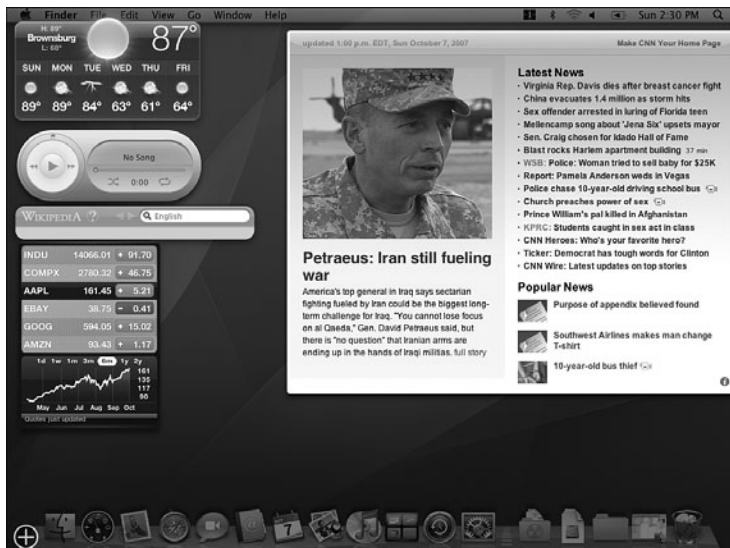 Finder File Edit View Go Window Help
Sun 2:30 PM
H: 89°
Brownsburg
L: 60°
87°
SUN MON TUE WED THU FRI
89° 89° 84° 63° 61° 64°
No Song
0:00
WIKIPEDIA ? English
INDU 14066.01 + 91.70
COMPX 2780.32 + 46.75
AAPL 161.45 + 5.21
EBAY 38.75 - 0.41
GOOG 594.05 + 15.02
AMZN 93.43 + 1.17
1d 1w 1m 3m 6m 1y 2y
161
135
117
98
May Jun Jul Aug Sep Oct
Quotes just updated
updated 1:00 p.m. EDT, Sun October 7, 2007
Make CNN Your Home Page
Petraeus: Iran still fueling
war
America's top general in Iraq says sectarian
fighting fueled by Iran could be the biggest long-
term challenge for Iraq. "You cannot lose focus
on al Qaeda," Gen. David Petraeus said, but
there is "no question" that Iranian arms are
ending up in the hands of Iraqi militias. full story
Latest News
• Virginia Rep. Davis dies after breast cancer fight
• China evacuates 1.4 million as storm hits
• Sex offender arrested in luring of Florida teen
• Mellencamp song about 'Jena Six' upsets mayor
• Sen. Craig chosen for Idado Hall of Fame
• Blast rocks Harlem apartment building 37 min
• WSB: Police: Woman tried to sell baby for $25K
• Report: Pamela Anderson weds in Vegas
• Police chase 10-year-old driving school bus
• Church preaches power of sex
• Prince William's pal killed in Afghanistan
• KPRC: Students caught in sex act in class
• CNN Heroes: Who's your favorite hero?
• Ticker: Democrat has tough words for Clinton
• CNN Wire: Latest updates on top stories
Popular News
Purpose of appendix believed found
Southwest Airlines makes man change
T-shirt
10-year-old bus thief
7